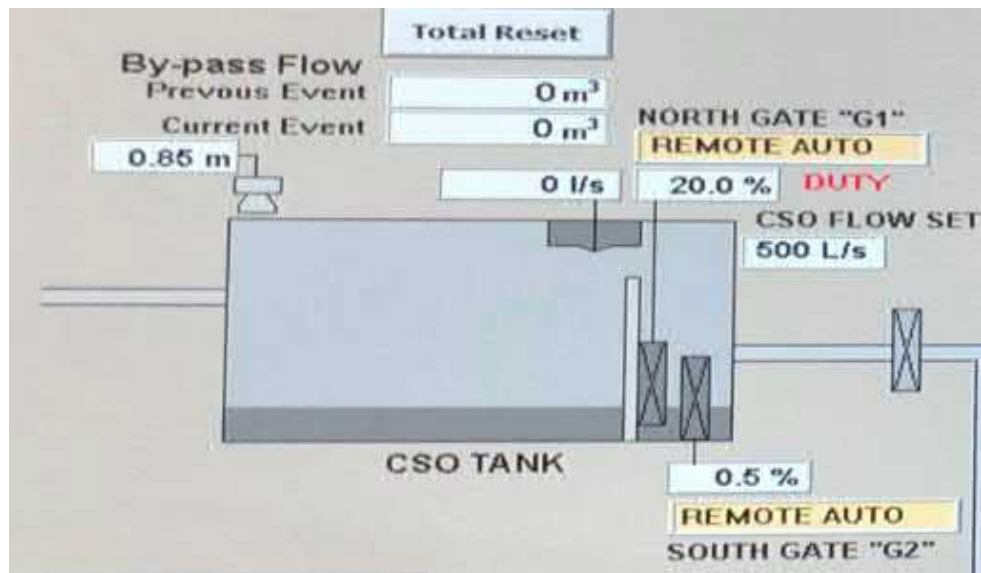 Total Reset
By-pass Flow
Prevous Event 0 m³
Current Event 0 m³
NORTH GATE "G1"
REMOTE AUTO
0.85 m
0 l/s
20.0 % DUTY
CSO FLOW SET
500 L/s
CSO TANK
0.5 %
REMOTE AUTO
SOUTH GATE "G2"